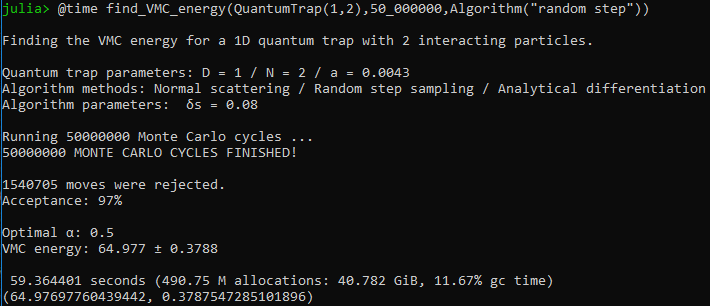 julia> @time find_VMC_energy(QuantumTrap(1,2),50_000000,Algorithm("random step"))
Finding the VMC energy for a 1D quantum trap with 2 interacting particles.
Quantum trap parameters: D = 1 / N = 2 / a = 0.0043
Algorithm methods: Normal scattering / Random step sampling / Analytical differentiation
Algorithm parameters:  δs = 0.08
Running 50000000 Monte Carlo cycles ...
50000000 MONTE CARLO CYCLES FINISHED!
1540705 moves were rejected.
Acceptance: 97%
Optimal α: 0.5
VMC energy: 64.977 ± 0.3788
59.364401 seconds (490.75 M allocations: 40.782 GiB, 11.67% gc time)
(64.97697760439442, 0.3787547285101896)